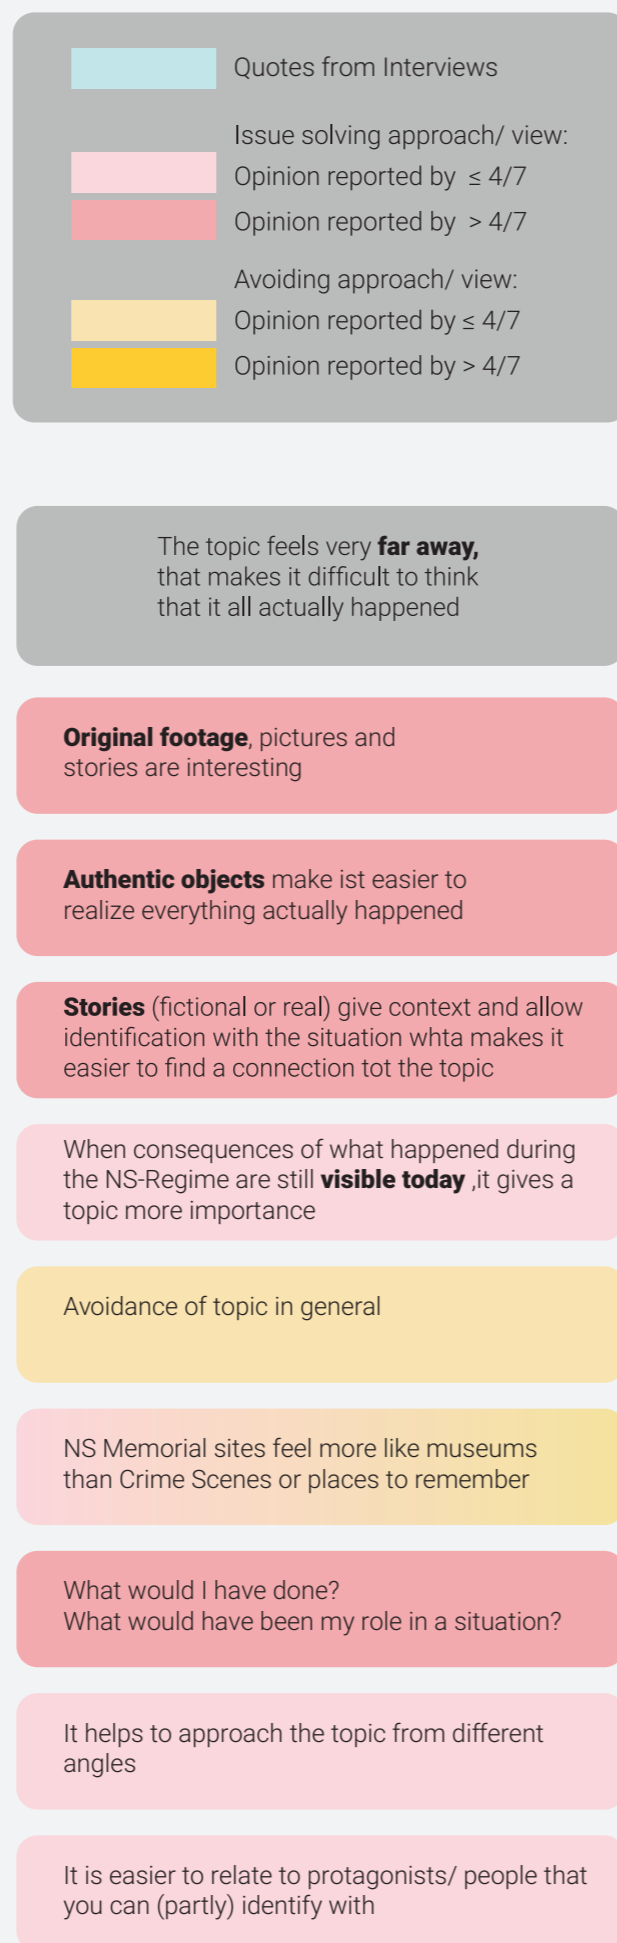 Quotes from Interviews
Issue solving approach/ view:
Opinion reported by ≤ 4/7
Opinion reported by > 4/7
Avoiding approach/ view:
Opinion reported by ≤ 4/7
Opinion reported by > 4/7
The topic feels very far away,
that makes it difficult to think
that it all actually happened
Original footage, pictures and
stories are interesting
Authentic objects make ist easier to
realize everything actually happened
Stories (fictional or real) give context and allow
identification with the situation whta makes it
easier to find a connection tot the topic
When consequences of what happened during
the NS-Regime are still visible today ,it gives a
topic more importance
Avoidance of topic in general
NS Memorial sites feel more like museums
than Crime Scenes or places to remember
What would I have done?
What would have been my role in a situation?
It helps to approach the topic from different
angles
It is easier to relate to protagonists/ people that
you can (partly) identify with